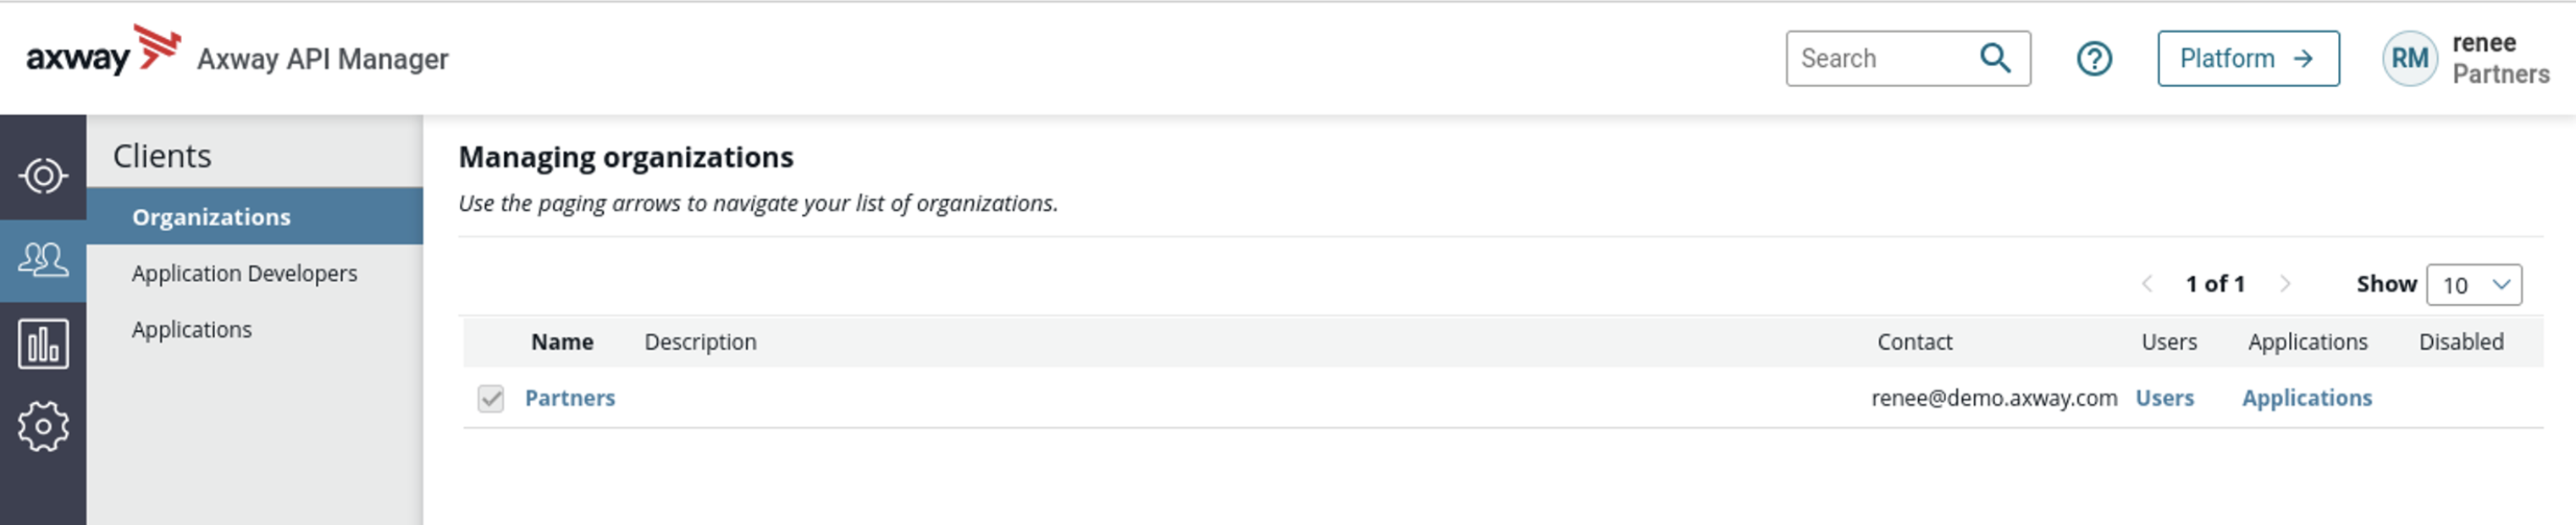 axway Axway API Manager Search Platform → RM renee
Partners
Clients
Organizations
Application Developers
Applications
Managing organizations
Use the paging arrows to navigate your list of organizations.
1 of 1 Show 10
Name Description Contact Users Applications Disabled
Partners renee@demo.axway.com Users Applications